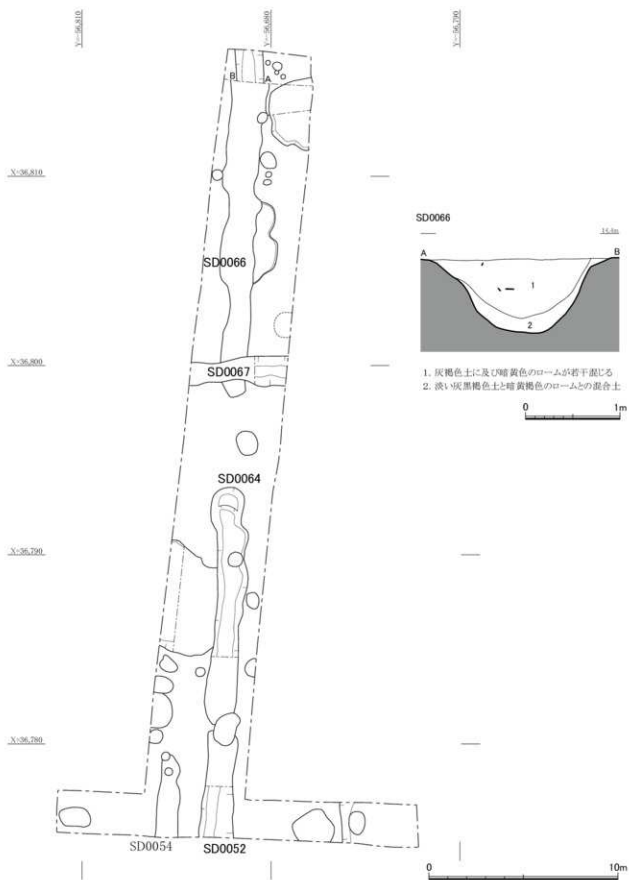 Y=-56,810
Y=-56,680
Y=-56,790
B
A
X=36,810
SD0066
SD0066
A
B
1
2
X=36,800
SD0067
1. 灰褐色土に及び暗黄色のロームが若干混じる
2. 淡い灰黒褐色土と暗黄褐色のロームとの混合土
0
1m
SD0064
X=36,790
X=36,780
SD0054
SD0052
0
10m